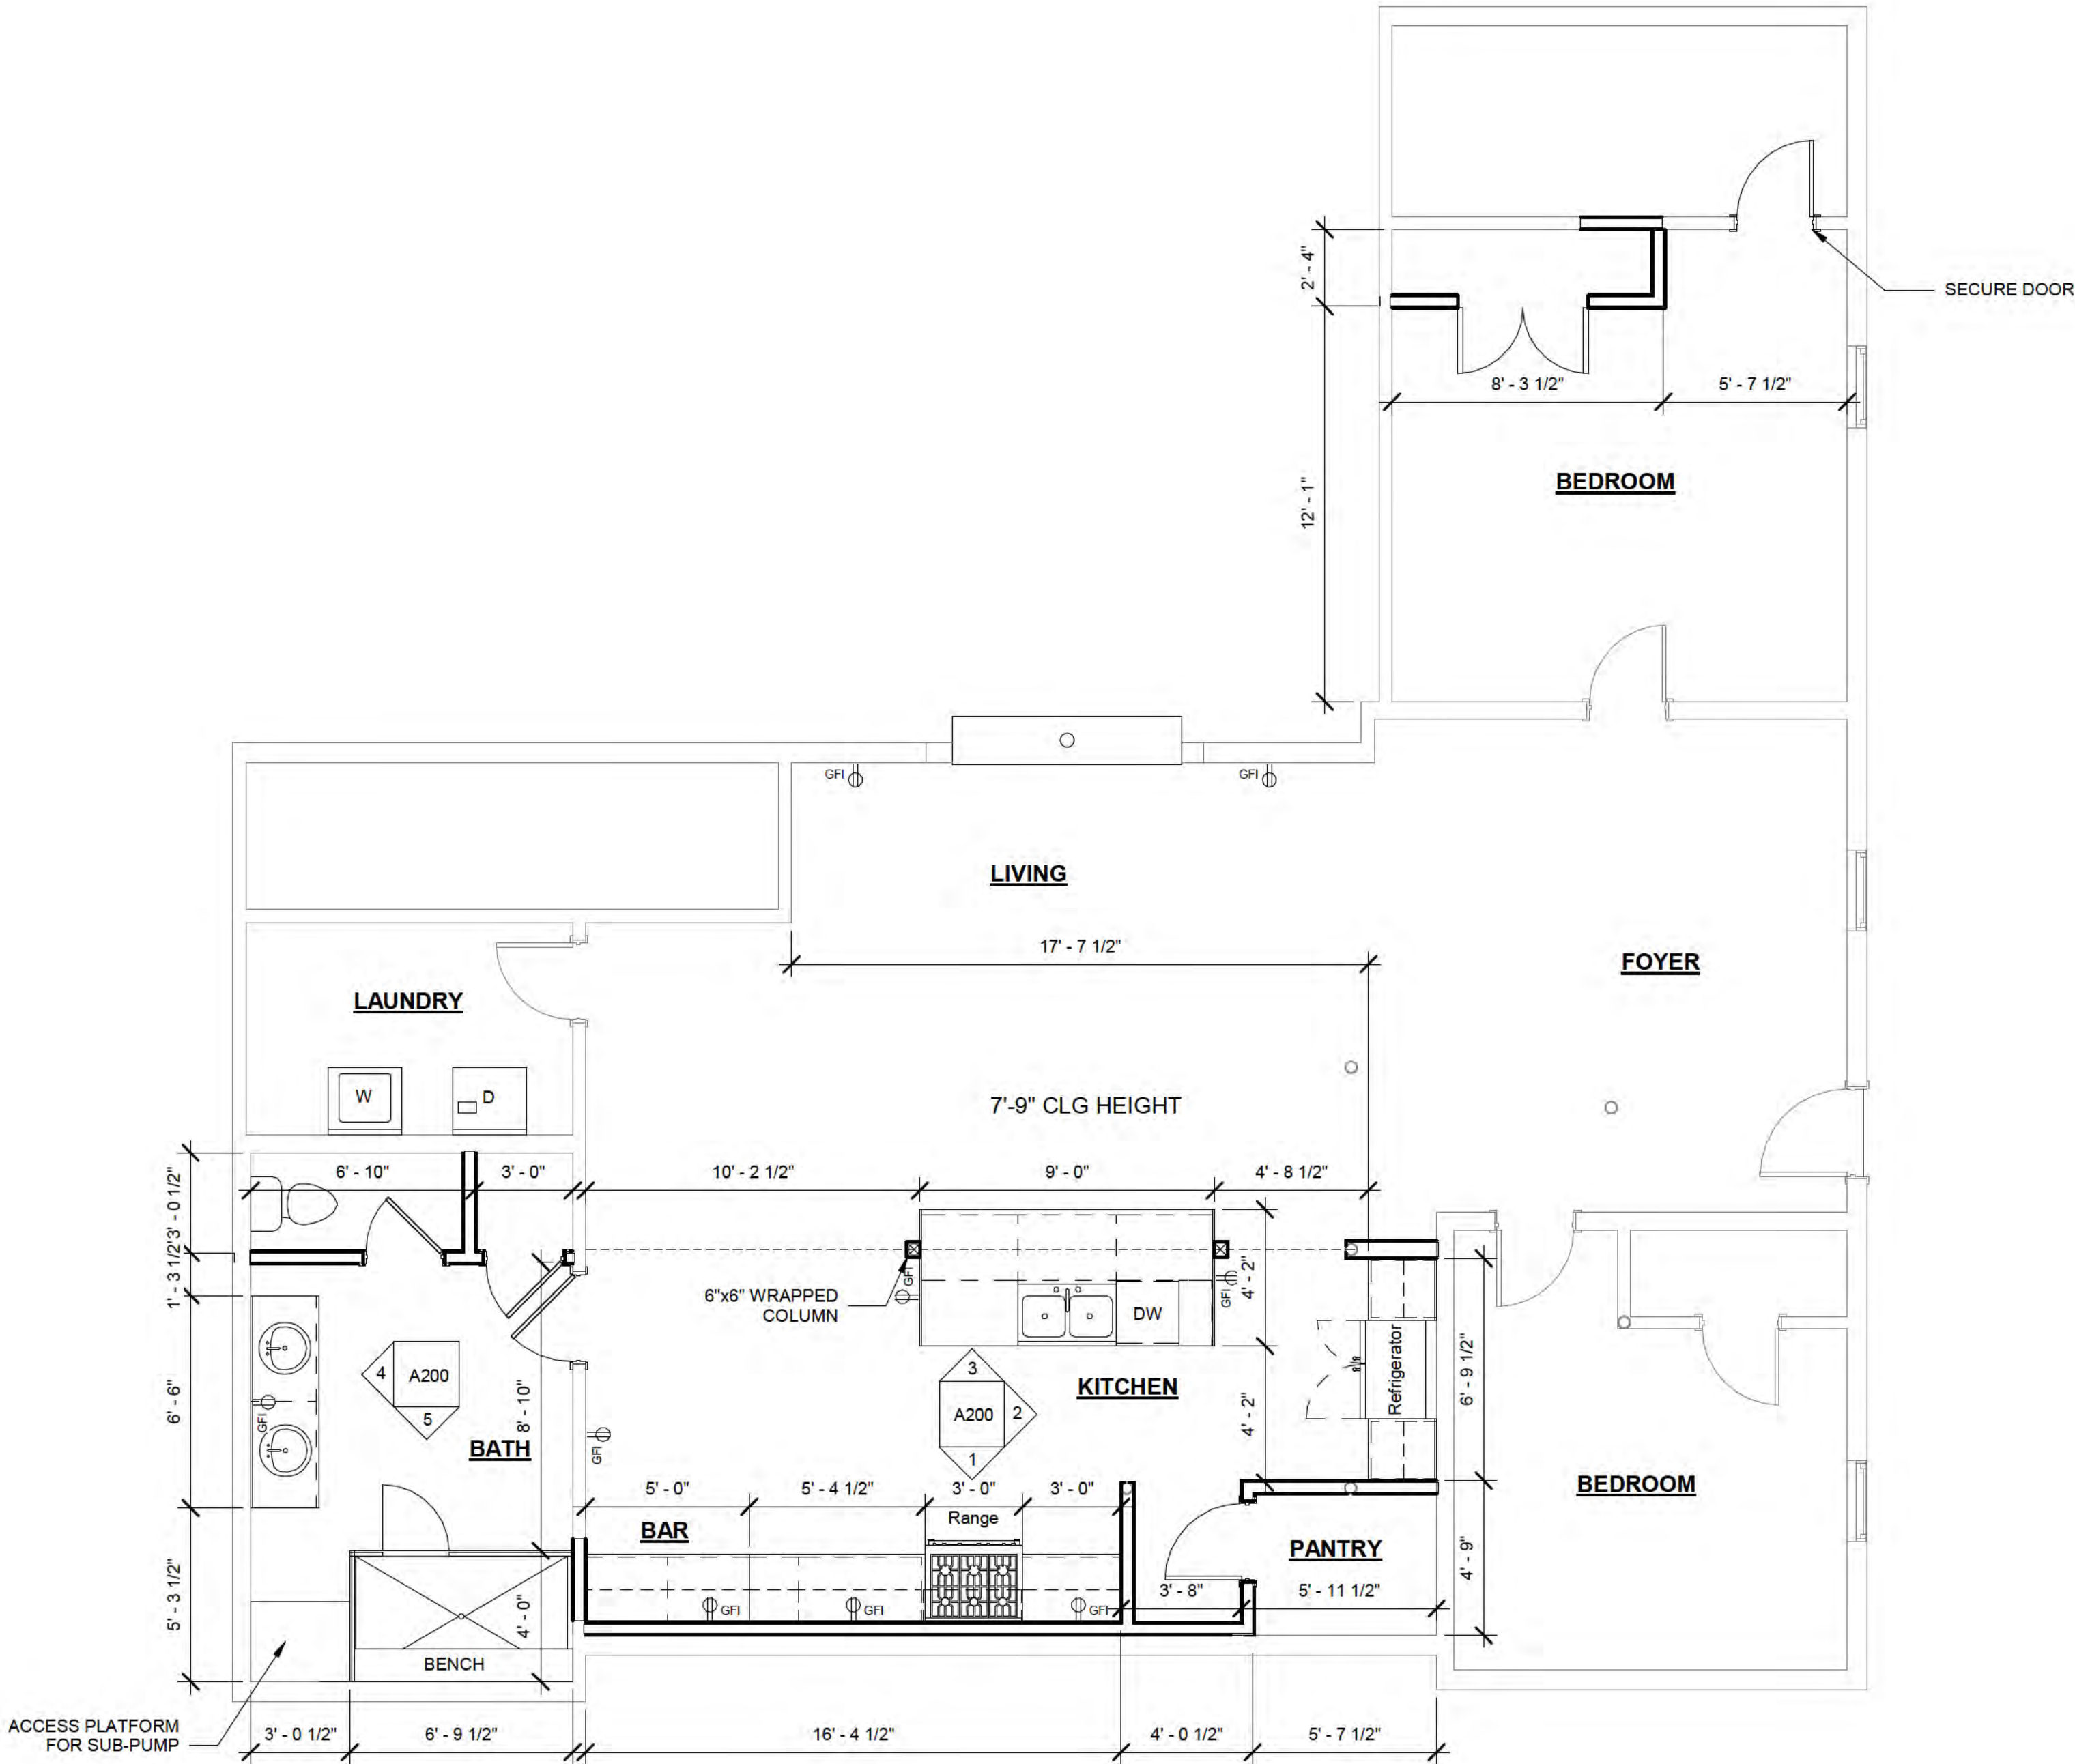 2' - 4"
SECURE DOOR
8' - 3 1/2"
5' - 7 1/2"
BEDROOM
12' - 1"
GFI
GFI
LIVING
17' - 7 1/2"
FOYER
LAUNDRY
W
D
7'-9" CLG HEIGHT
6' - 10"
3' - 0"
10' - 2 1/2"
9' - 0"
4' - 8 1/2"
3' - 0 1/2"
1' - 3 1/2"
6"x6" WRAPPED
COLUMN
GFI
GFI
4' - 2"
DW
Refrigerator
6' - 9 1/2"
6' - 6"
4
A200
5
GFI
8' - 10"
BATH
3
A200
2
1
KITCHEN
4' - 2"
GFI
BEDROOM
5' - 0"
5' - 4 1/2"
3' - 0"
3' - 0"
Range
BAR
PANTRY
4' - 9"
3' - 8"
5' - 11 1/2"
5' - 3 1/2"
4' - 0"
GFI
GFI
GFI
BENCH
ACCESS PLATFORM
FOR SUB-PUMP
3' - 0 1/2"
6' - 9 1/2"
16' - 4 1/2"
4' - 0 1/2"
5' - 7 1/2"